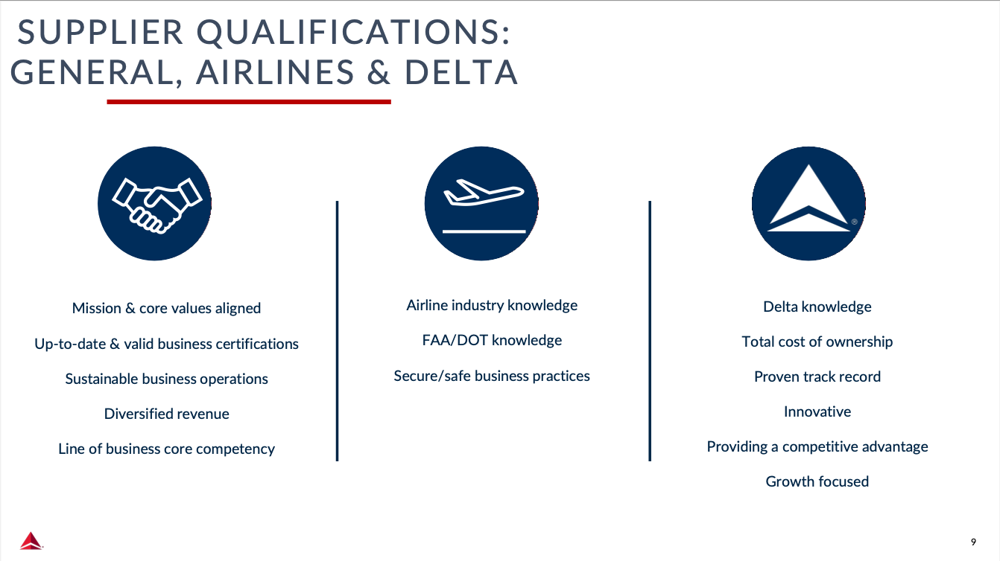 SUPPLIER QUALIFICATIONS:
GENERAL, AIRLINES & DELTA
Mission & core values aligned
Up-to-date & valid business certifications
Sustainable business operations
Diversified revenue
Line of business core competency
Airline industry knowledge
FAA/DOT knowledge
Secure/safe business practices
®
Delta knowledge
Total cost of ownership
Proven track record
Innovative
Providing a competitive advantage
Growth focused
9